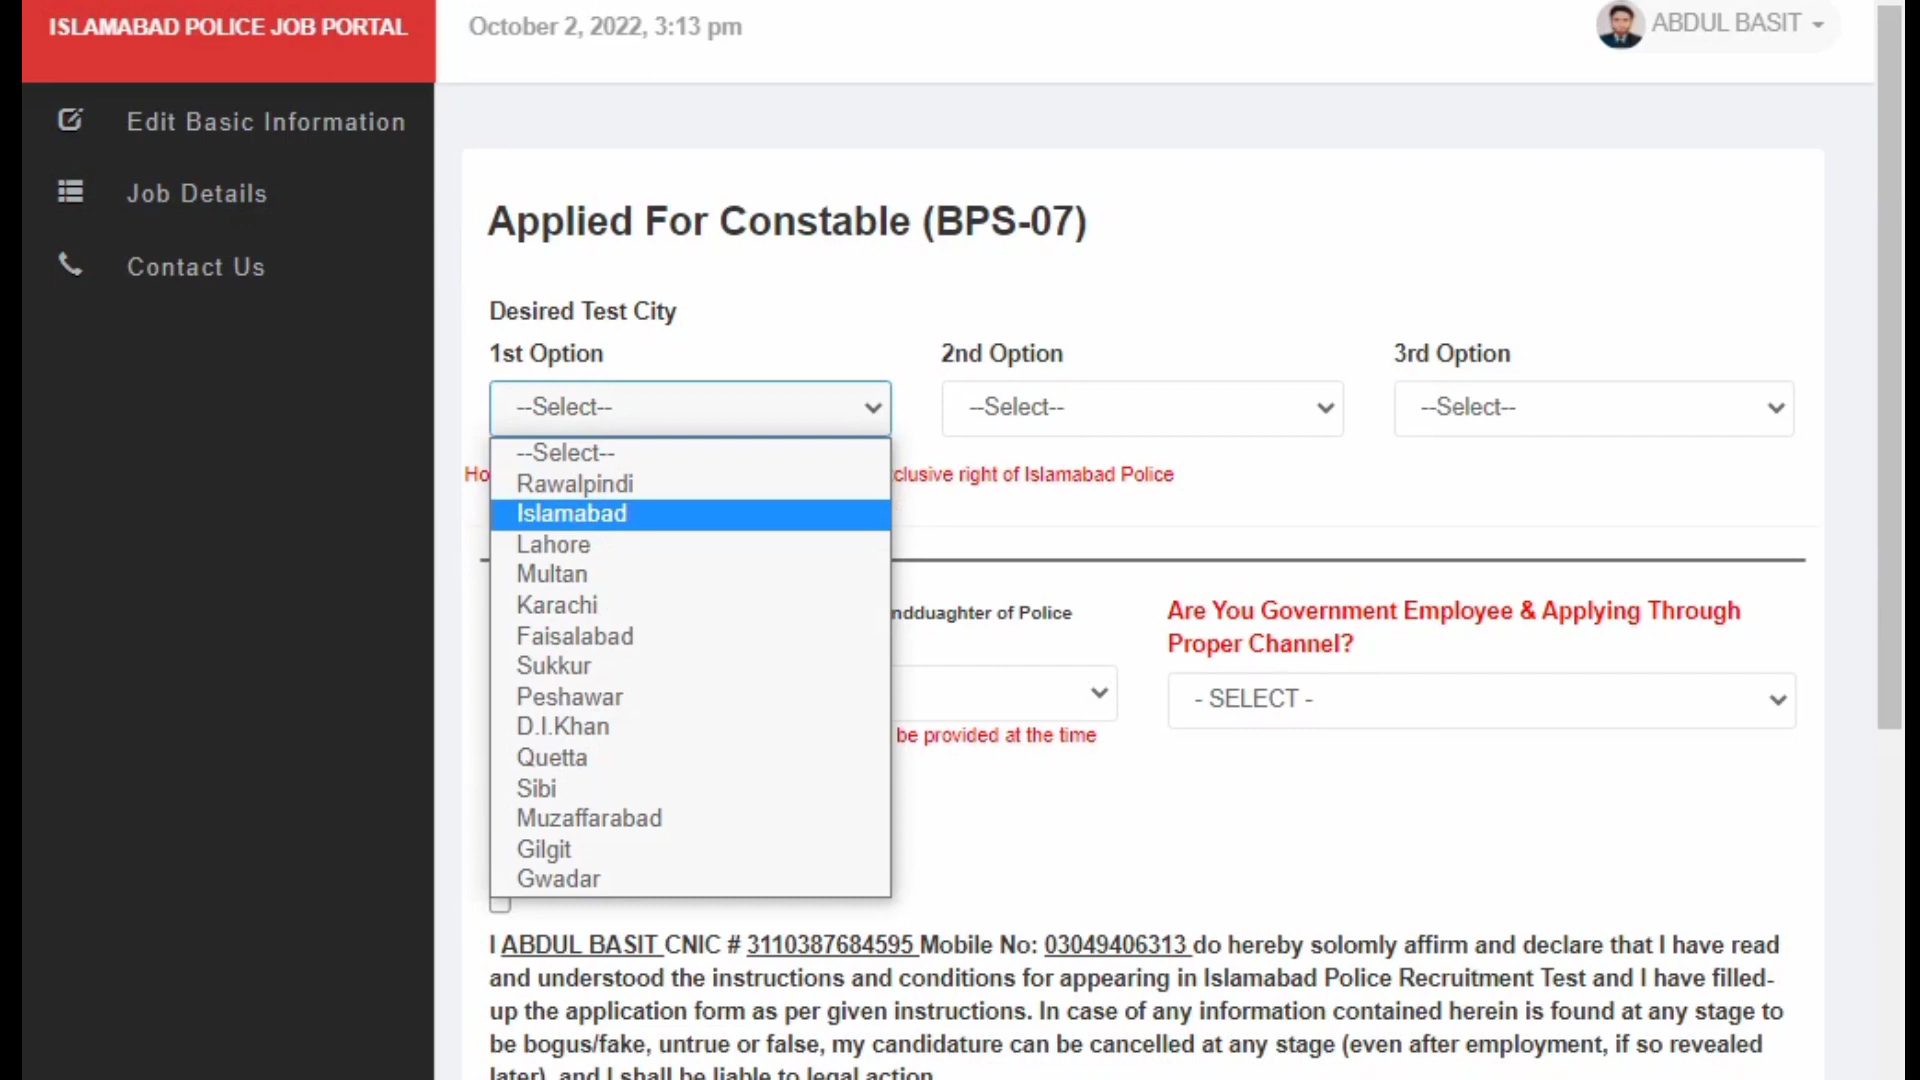 ISLAMABAD POLICE JOB PORTAL
October 2, 2022, 3:13 pm
ABDUL BASIT
Edit Basic Information
Job Details
Contact Us
Applied For Constable (BPS-07)
Desired Test City
1st Option
2nd Option
3rd Option
--Select--
--Select--
--Select--
--Select--
Rawalpindi
Islamabad
Lahore
Multan
Karachi
Faisalabad
Sukkur
Peshawar
D.I.Khan
Quetta
Sibi
Muzaffarabad
Gilgit
Gwadar
clusive right of Islamabad Police
ndduaghter of Police
be provided at the time
Are You Government Employee & Applying Through
Proper Channel?
- SELECT -
I ABDUL BASIT CNIC # 3110387684595 Mobile No: 03049406313 do hereby solomly affirm and declare that I have read
and understood the instructions and conditions for appearing in Islamabad Police Recruitment Test and I have filled-
up the application form as per given instructions. In case of any information contained herein is found at any stage to
be bogus/fake, untrue or false, my candidature can be cancelled at any stage (even after employment, if so revealed
later), and I shall be liable to legal action.